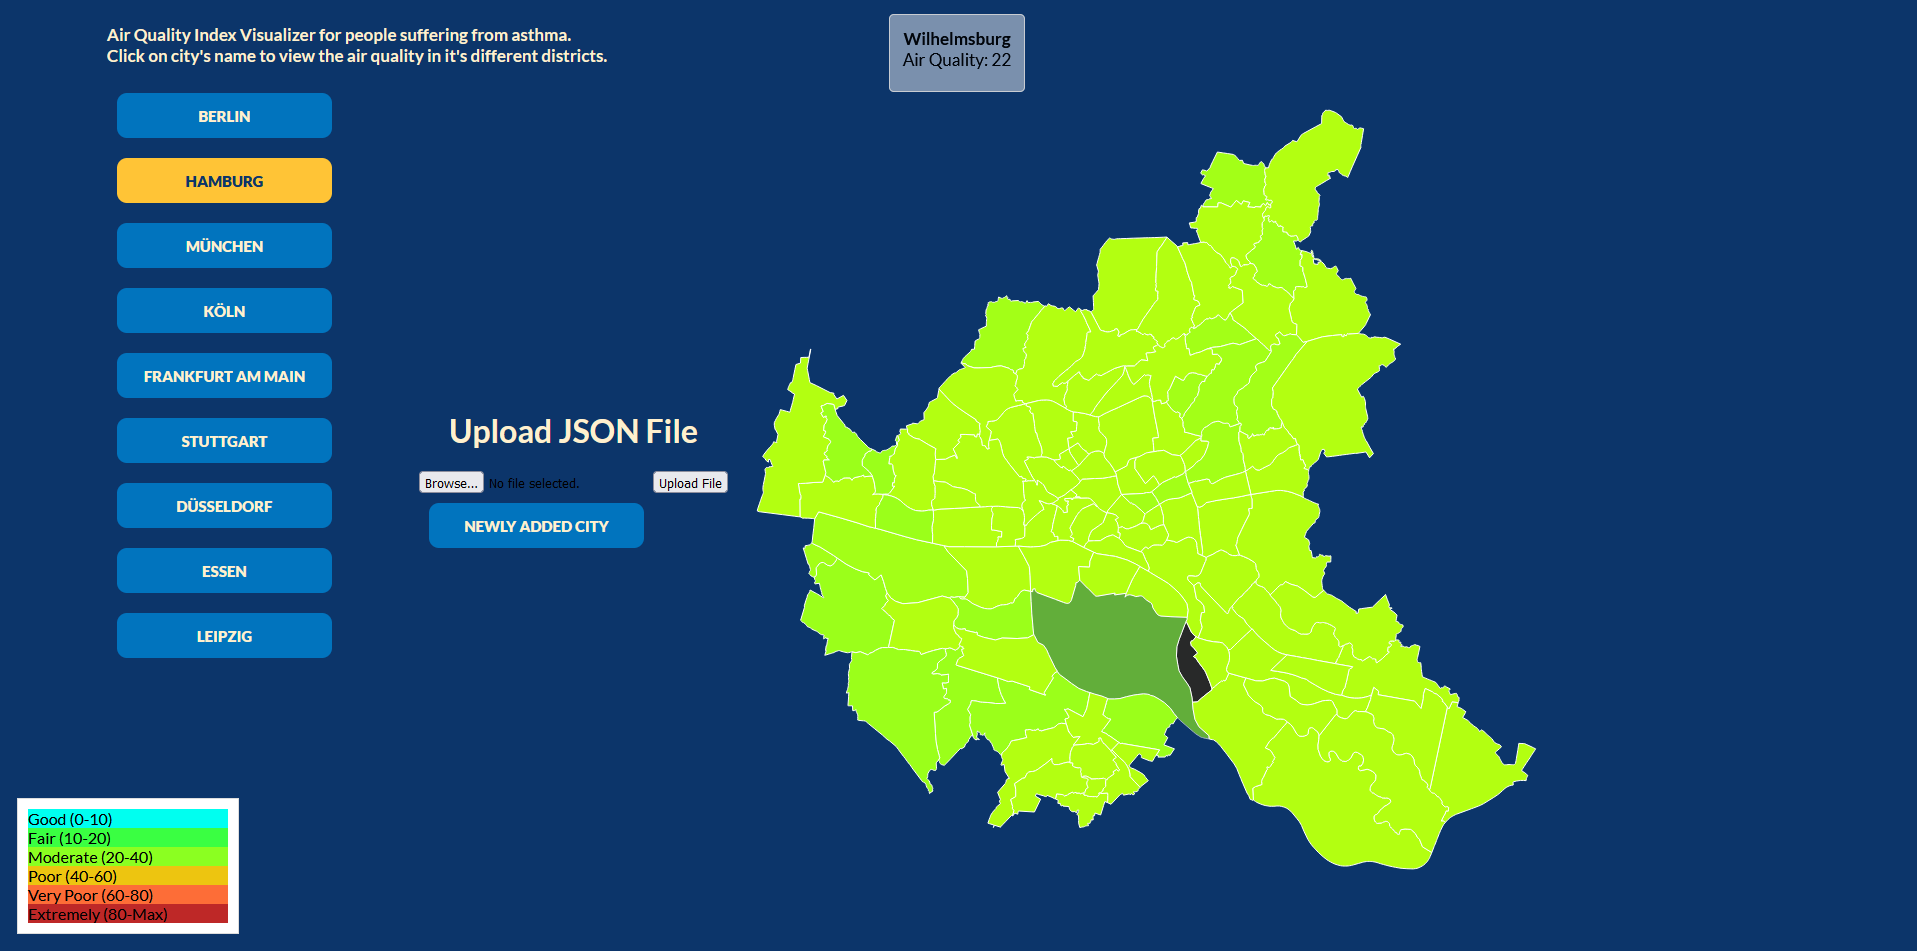 Air Quality Index Visualizer for people suffering from asthma.
Click on city's name to view the air quality in it's different districts.
Wilhelmsburg
Air Quality: 22
BERLIN
HAMBURG
MÜNCHEN
KÖLN
FRANKFURT AM MAIN
STUTTGART
DÜSSELDORF
ESSEN
LEIPZIG
Upload JSON File
Browse... No file selected. Upload File
NEWLY ADDED CITY
Good (0-10)
Fair (10-20)
Moderate (20-40)
Poor (40-60)
Very Poor (60-80)
Extremely (80-Max)